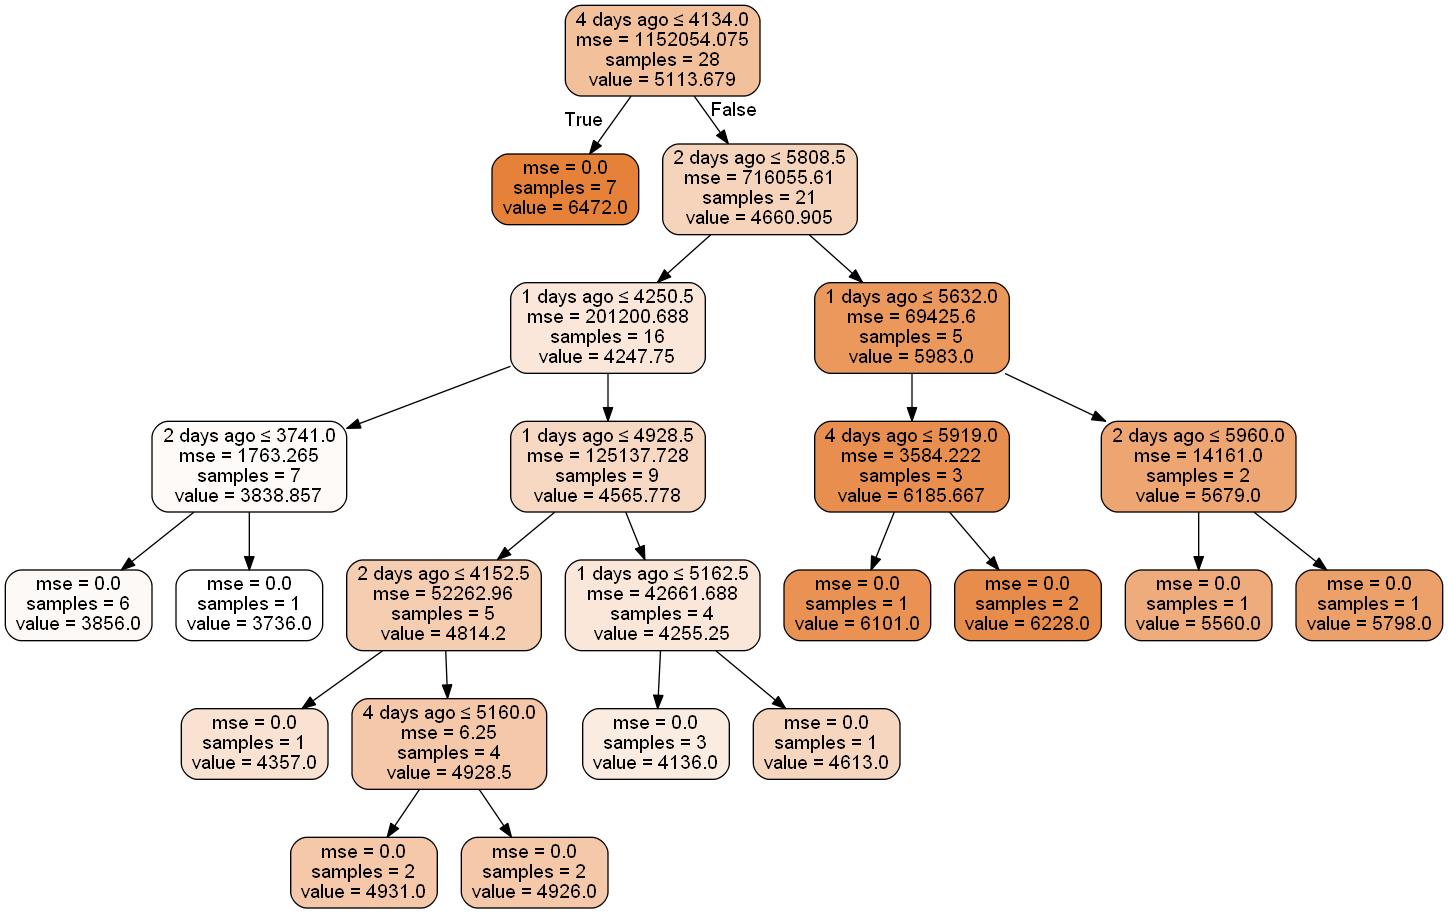 4 days ago ≤ 4134.0
mse = 1152054.075
samples = 28
value = 5113.679
True
False
mse = 0.0
samples = 7
value = 6472.0
2 days ago ≤ 5808.5
mse = 716055.61
samples = 21
value = 4660.905
1 days ago ≤ 4250.5
mse = 201200.688
samples = 16
value = 4247.75
1 days ago ≤ 5632.0
mse = 69425.6
samples = 5
value = 5983.0
2 days ago ≤ 3741.0
mse = 1763.265
samples = 7
value = 3838.857
1 days ago ≤ 4928.5
mse = 125137.728
samples = 9
value = 4565.778
4 days ago ≤ 5919.0
mse = 3584.222
samples = 3
value = 6185.667
2 days ago ≤ 5960.0
mse = 14161.0
samples = 2
value = 5679.0
mse = 0.0
samples = 6
value = 3856.0
mse = 0.0
samples = 1
value = 3736.0
2 days ago ≤ 4152.5
mse = 52262.96
samples = 5
value = 4814.2
1 days ago ≤ 5162.5
mse = 42661.688
samples = 4
value = 4255.25
mse = 0.0
samples = 1
value = 6101.0
mse = 0.0
samples = 2
value = 6228.0
mse = 0.0
samples = 1
value = 5560.0
mse = 0.0
samples = 1
value = 5798.0
mse = 0.0
samples = 1
value = 4357.0
4 days ago ≤ 5160.0
mse = 6.25
samples = 4
value = 4928.5
mse = 0.0
samples = 3
value = 4136.0
mse = 0.0
samples = 1
value = 4613.0
mse = 0.0
samples = 2
value = 4931.0
mse = 0.0
samples = 2
value = 4926.0